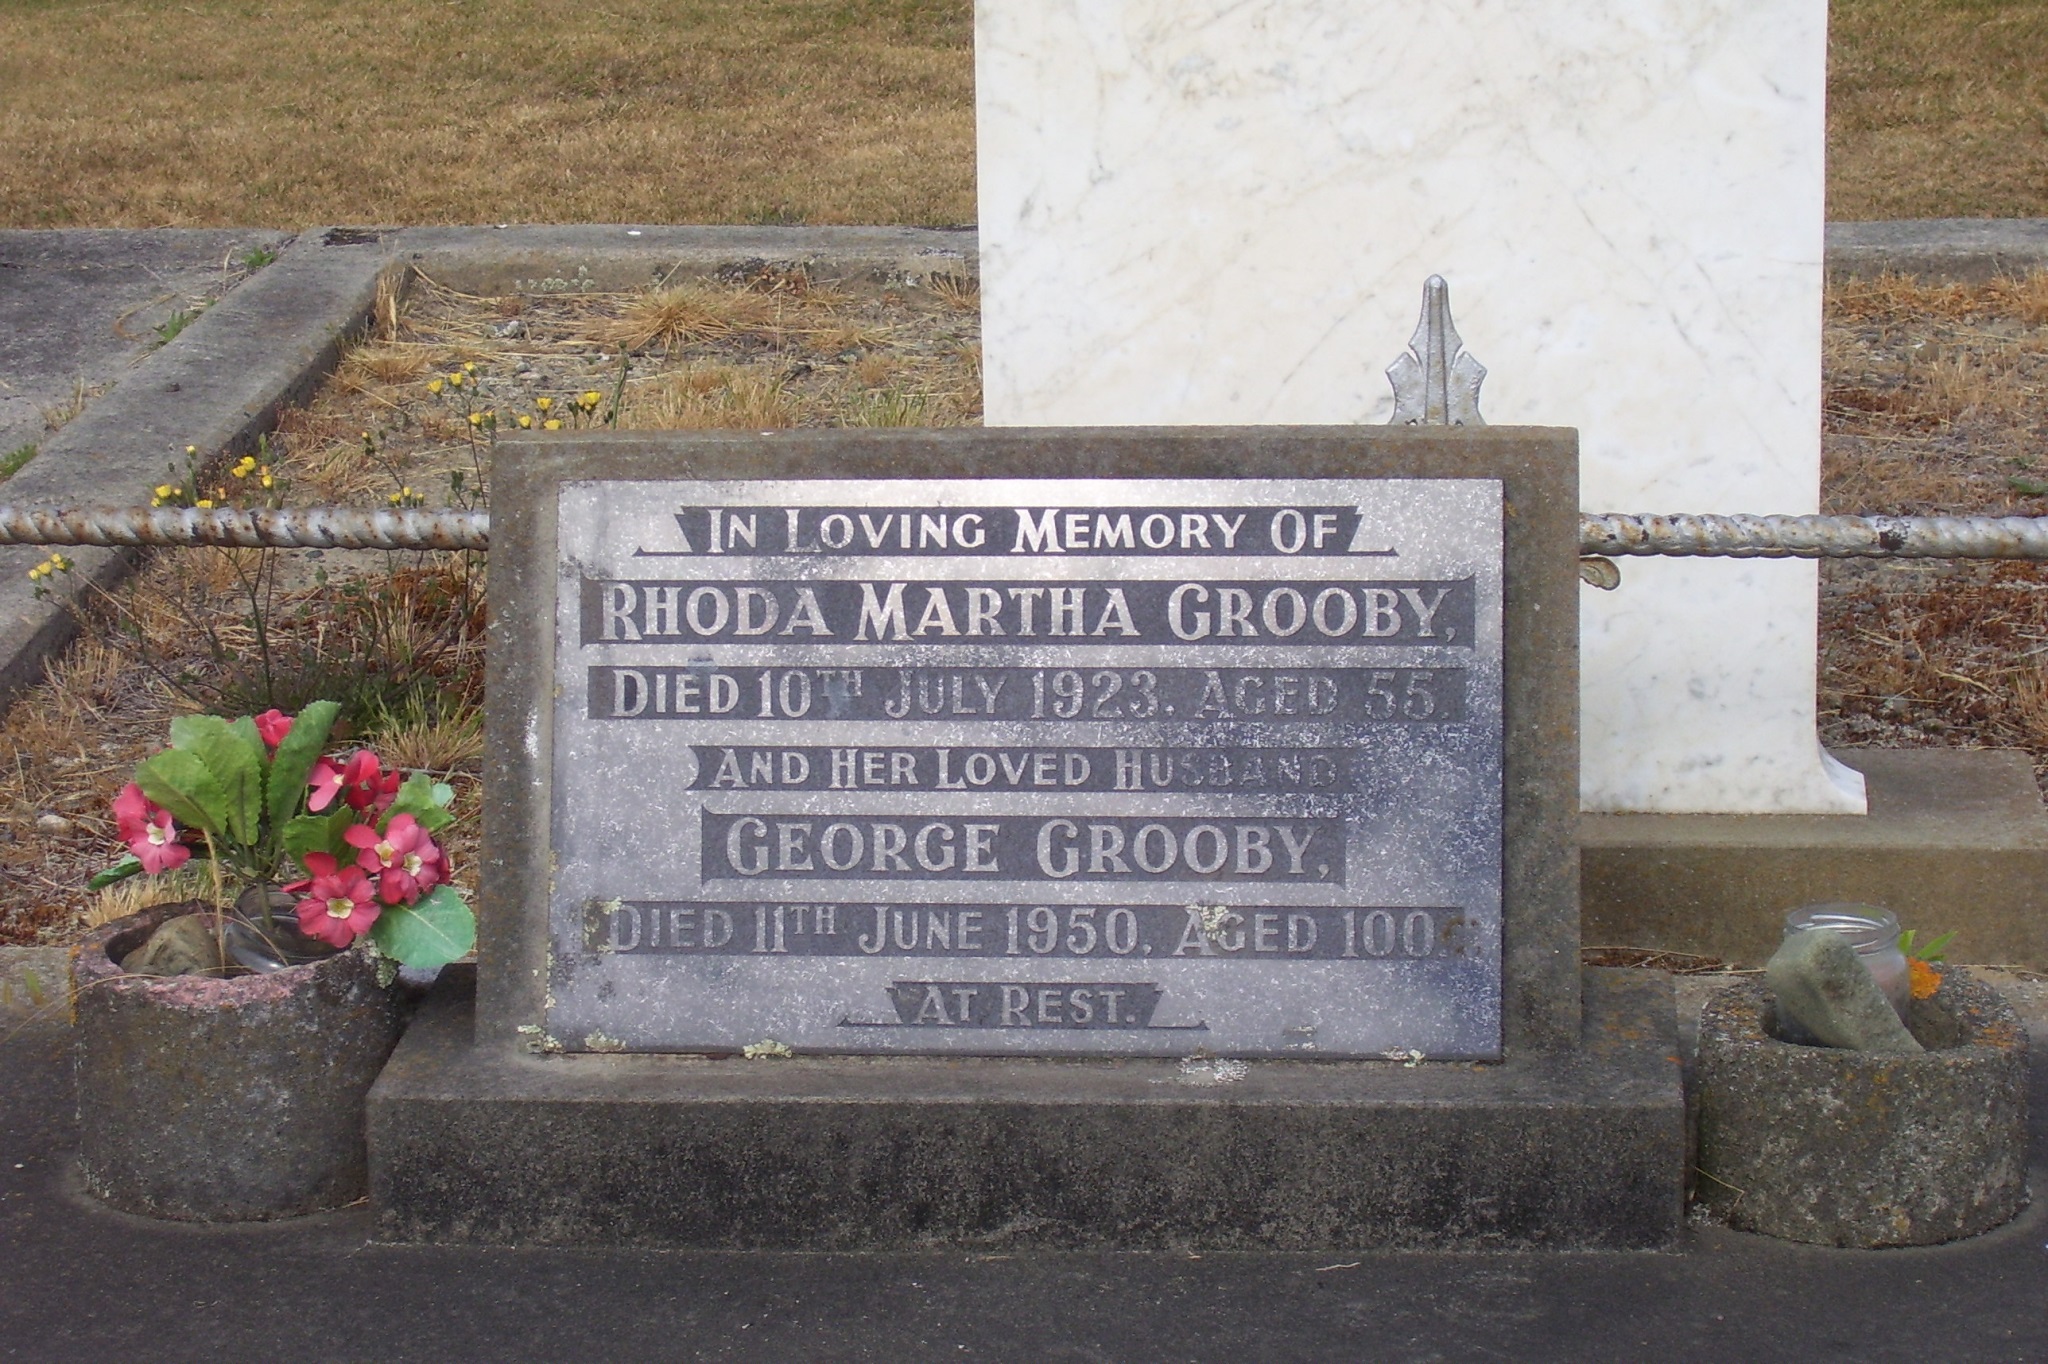 IN LOVING MEMORY OF
RHODA MARTHA GROOBY,
DIED 10TH JULY 1923. AGED 55.
AND HER LOVED HUSBAND
GEORGE GROOBY,
DIED 11TH JUNE 1950. AGED 100.
AT REST.